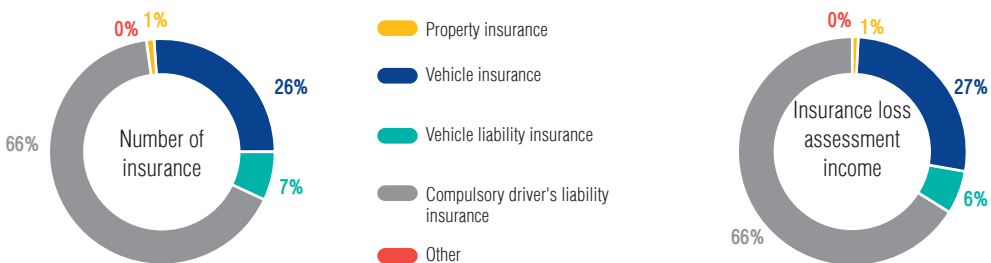 0%
1%
26%
7%
66%
Number of
insurance
Property insurance
Vehicle insurance
Vehicle liability insurance
Compulsory driver's liability
insurance
Other
0%
1%
27%
6%
66%
Insurance loss
assessment
income